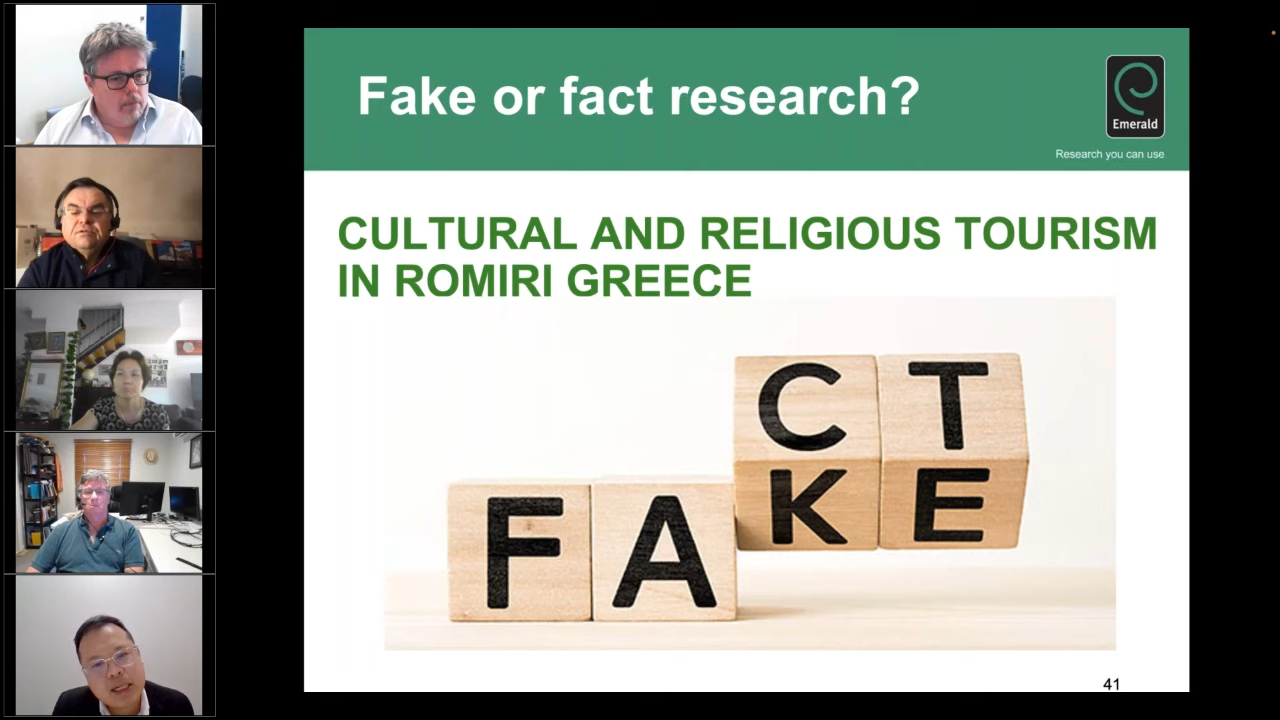 Fake or fact research?
Emerald
Research you can use
CULTURAL AND RELIGIOUS TOURISM
IN ROMIRI GREECE
CT
FAKE
41